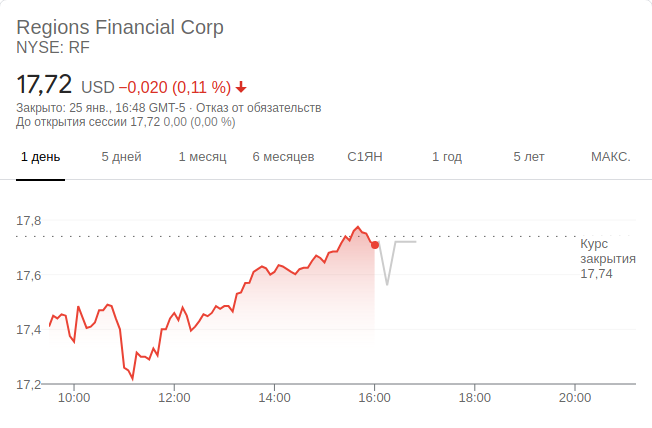 Regions Financial Corp
NYSE: RF
17,72 USD −0,020 (0,11 %)
Закрыто: 25 янв., 16:48 GMT-5 · Отказ от обязательств
До открытия сессии 17,72 0,00 (0,00 %)
1 день 5 дней 1 месяц 6 месяцев С1ЯН 1 год 5 лет МАКС.
17,8
Курс
закрытия
17,74
17,6
17,4
17,2
10:00 12:00 14:00 16:00 18:00 20:00